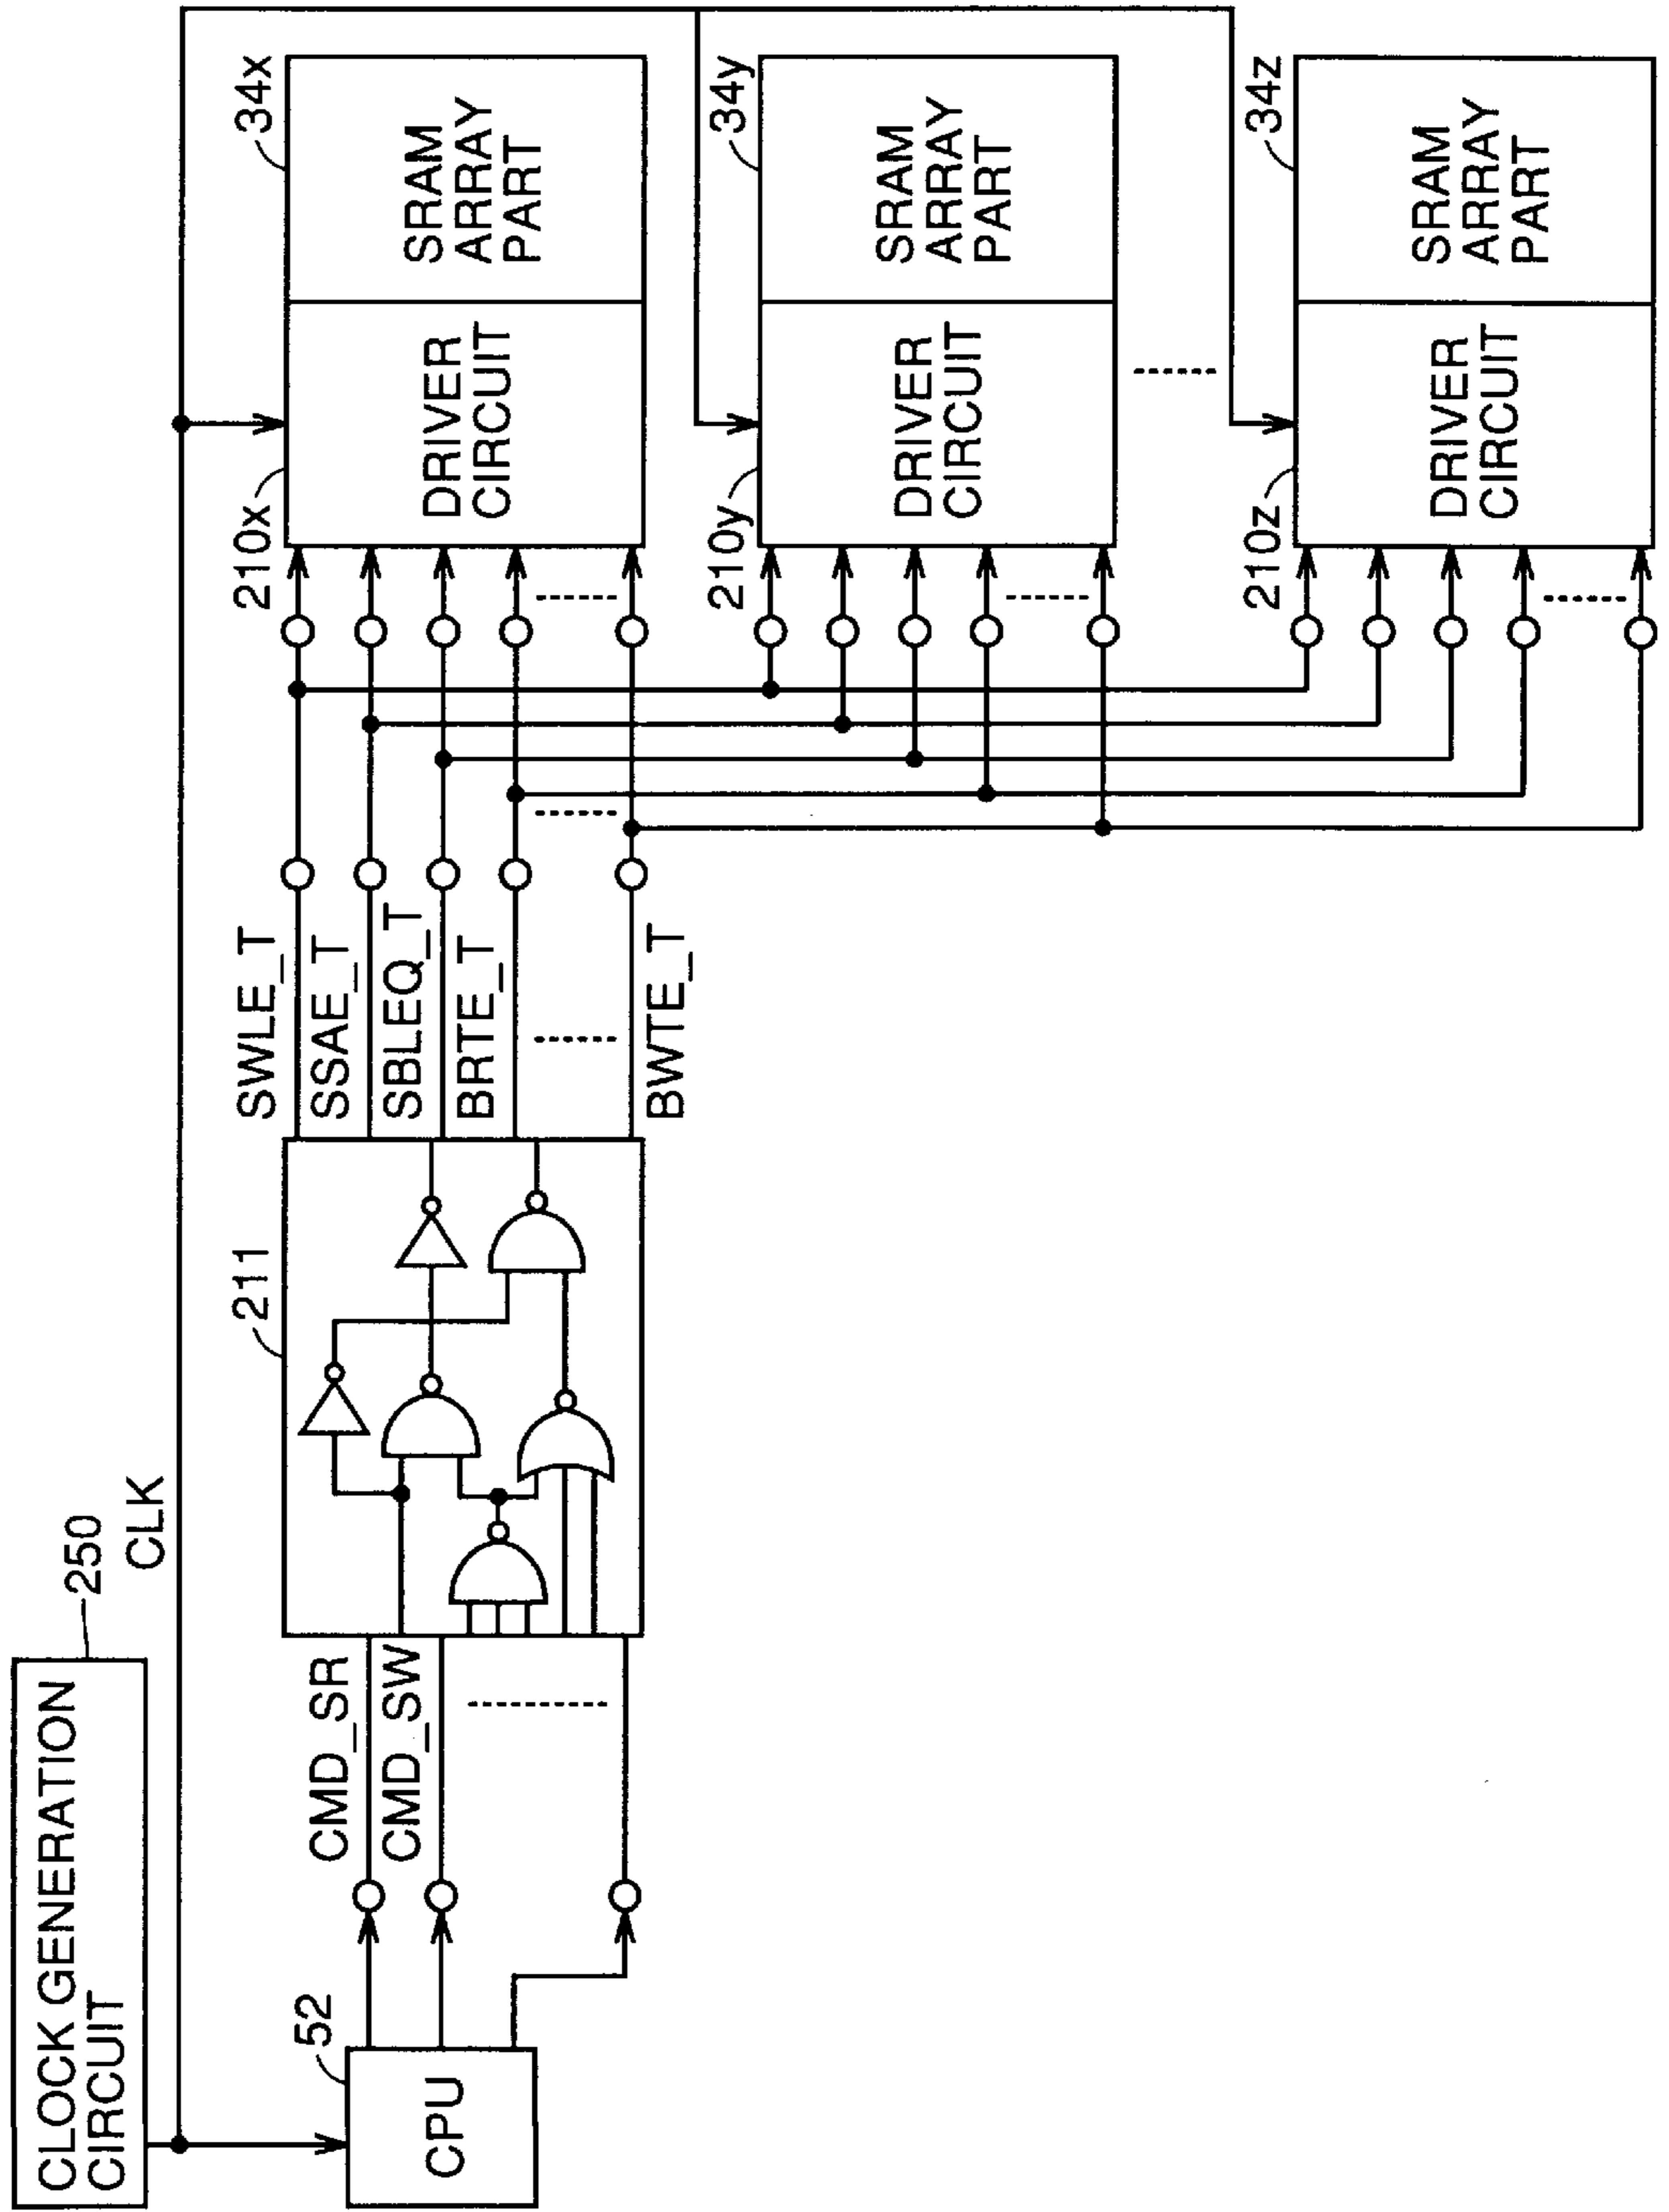 CLOCK GENERATION
CIRCUIT
250
CLK
52
CPU
CMD_SR
CMD_SW
211
SWLE_T
SSAE_T
SBLEQ_T
BRTE_T
BWTE_T
210x
34x
DRIVER
CIRCUIT
SRAM
ARRAY
PART
210y
34y
DRIVER
CIRCUIT
SRAM
ARRAY
PART
210z
34z
DRIVER
CIRCUIT
SRAM
ARRAY
PART